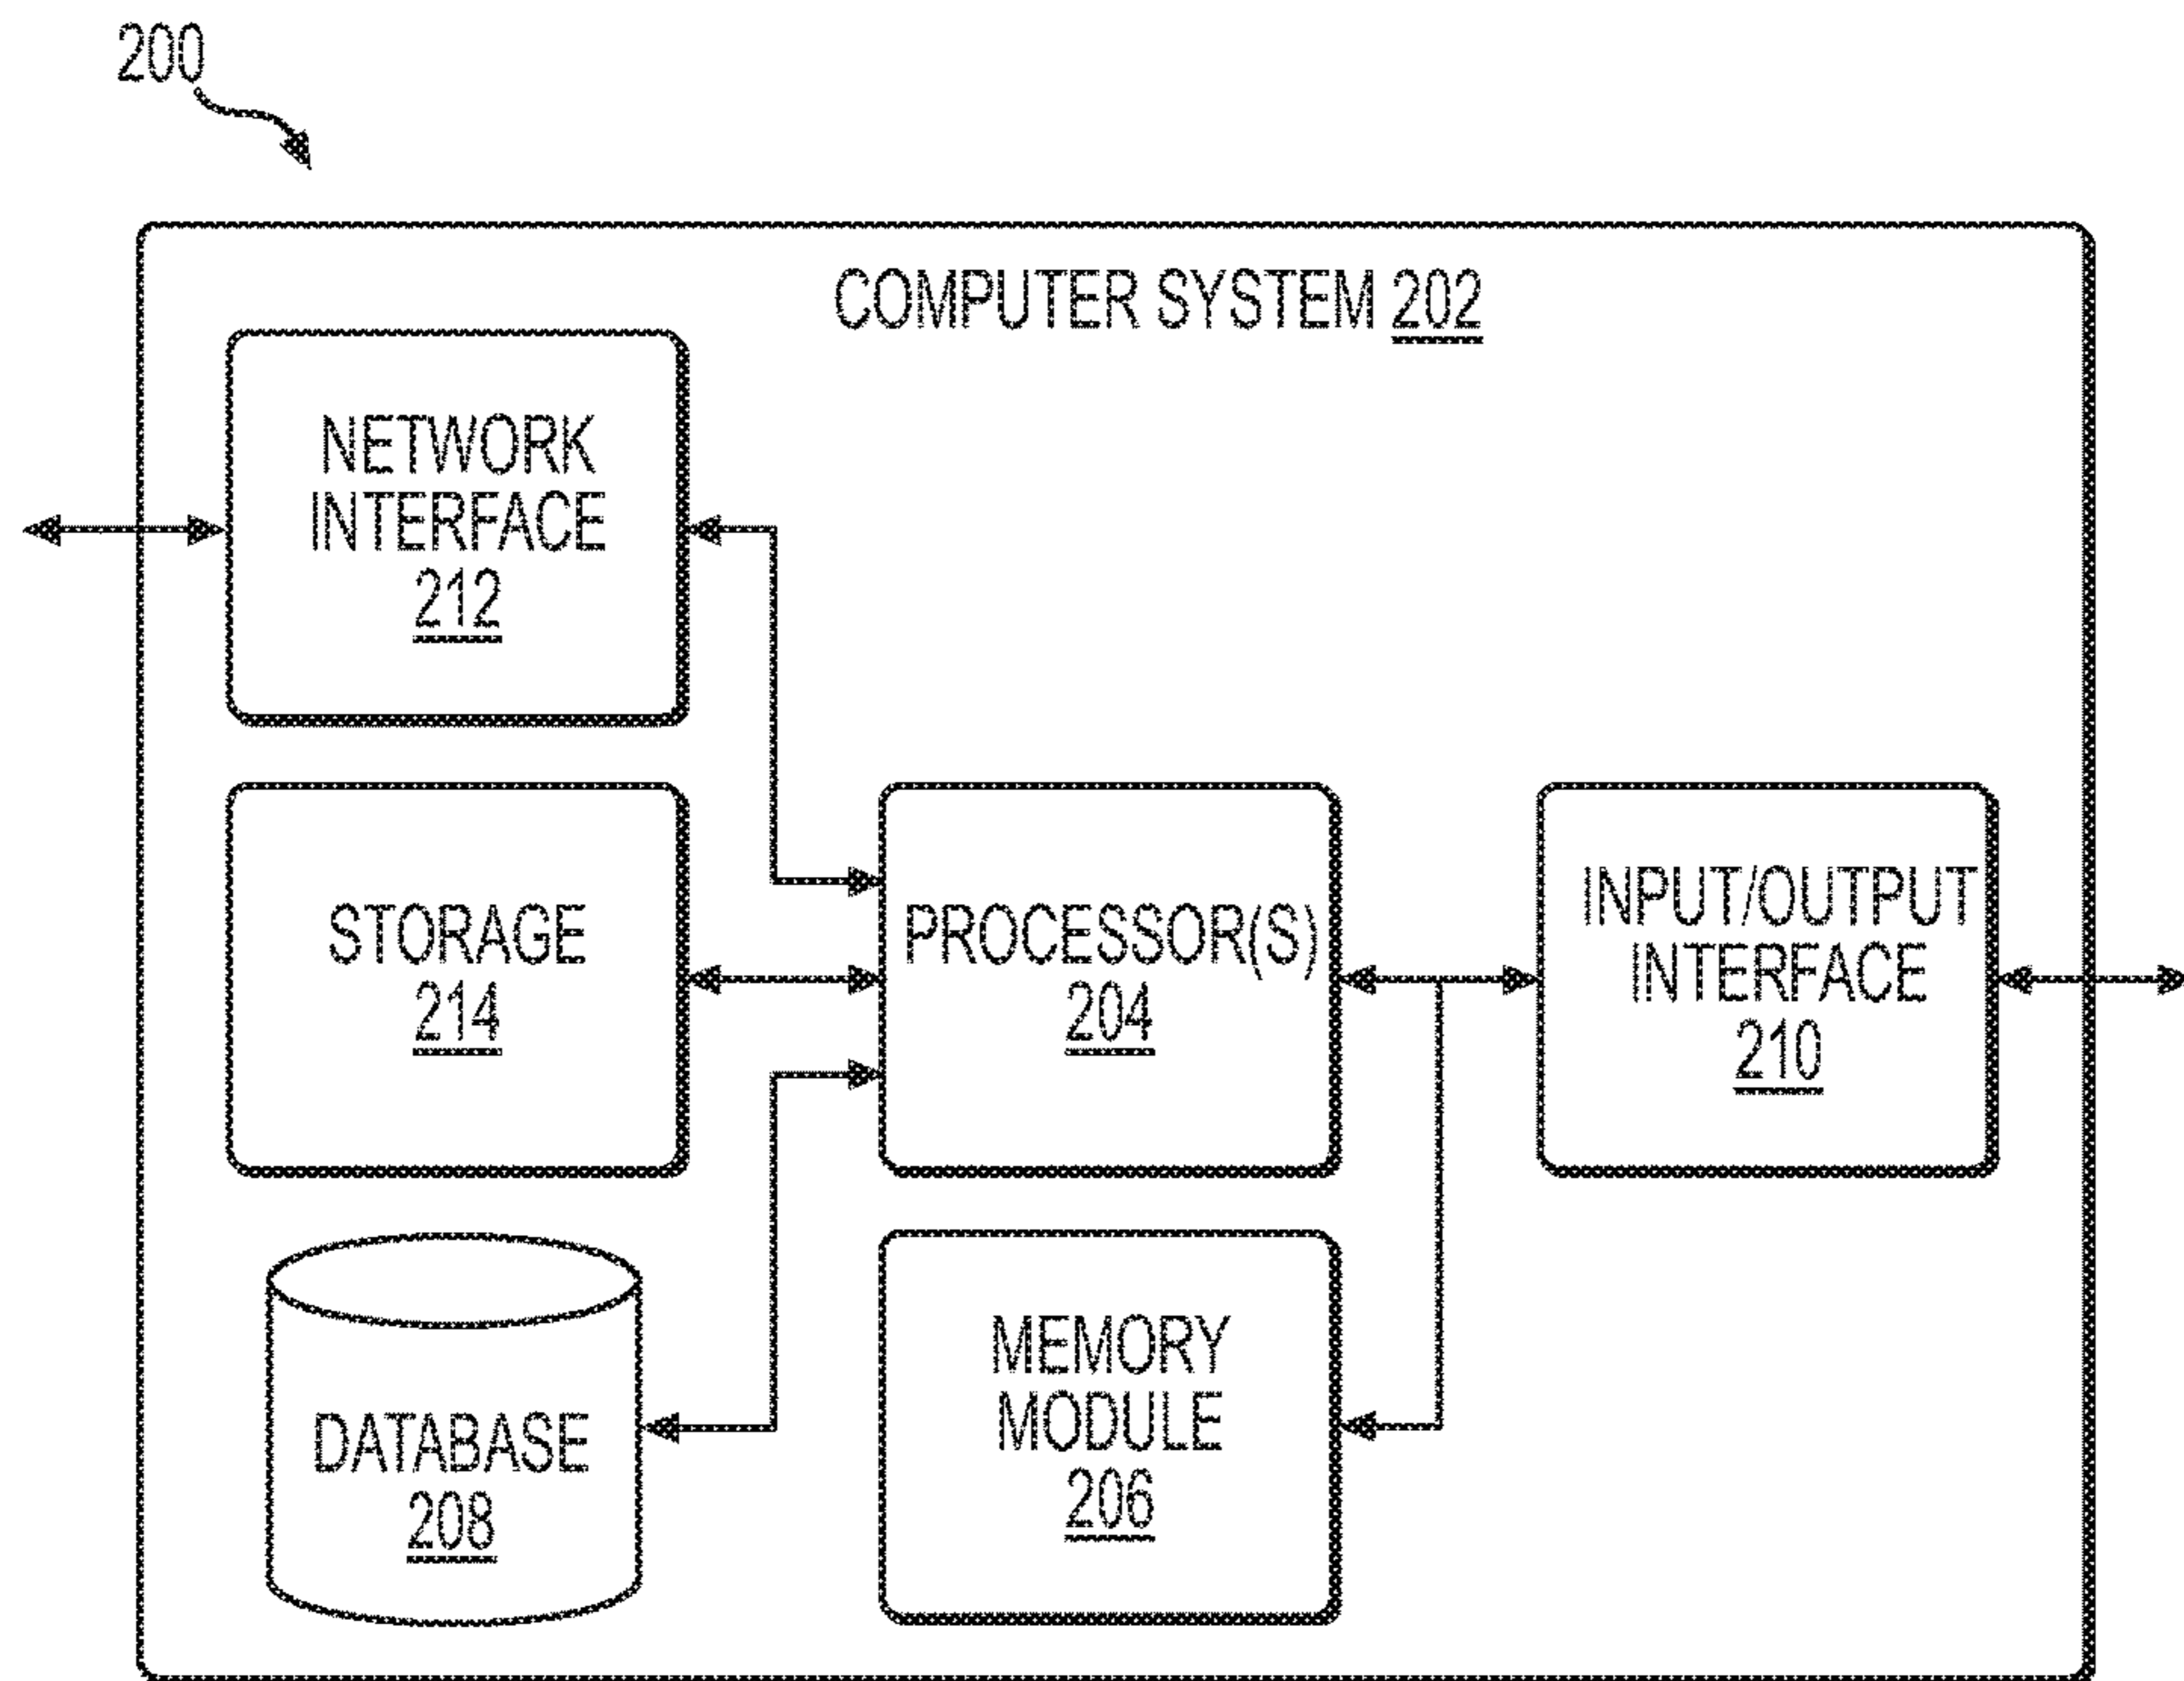 200
COMPUTER SYSTEM 202
NETWORK
INTERFACE
212
STORAGE
214
PROCESSOR(S)
204
INPUT/OUTPUT
INTERFACE
210
DATABASE
208
MEMORY
MODULE
206